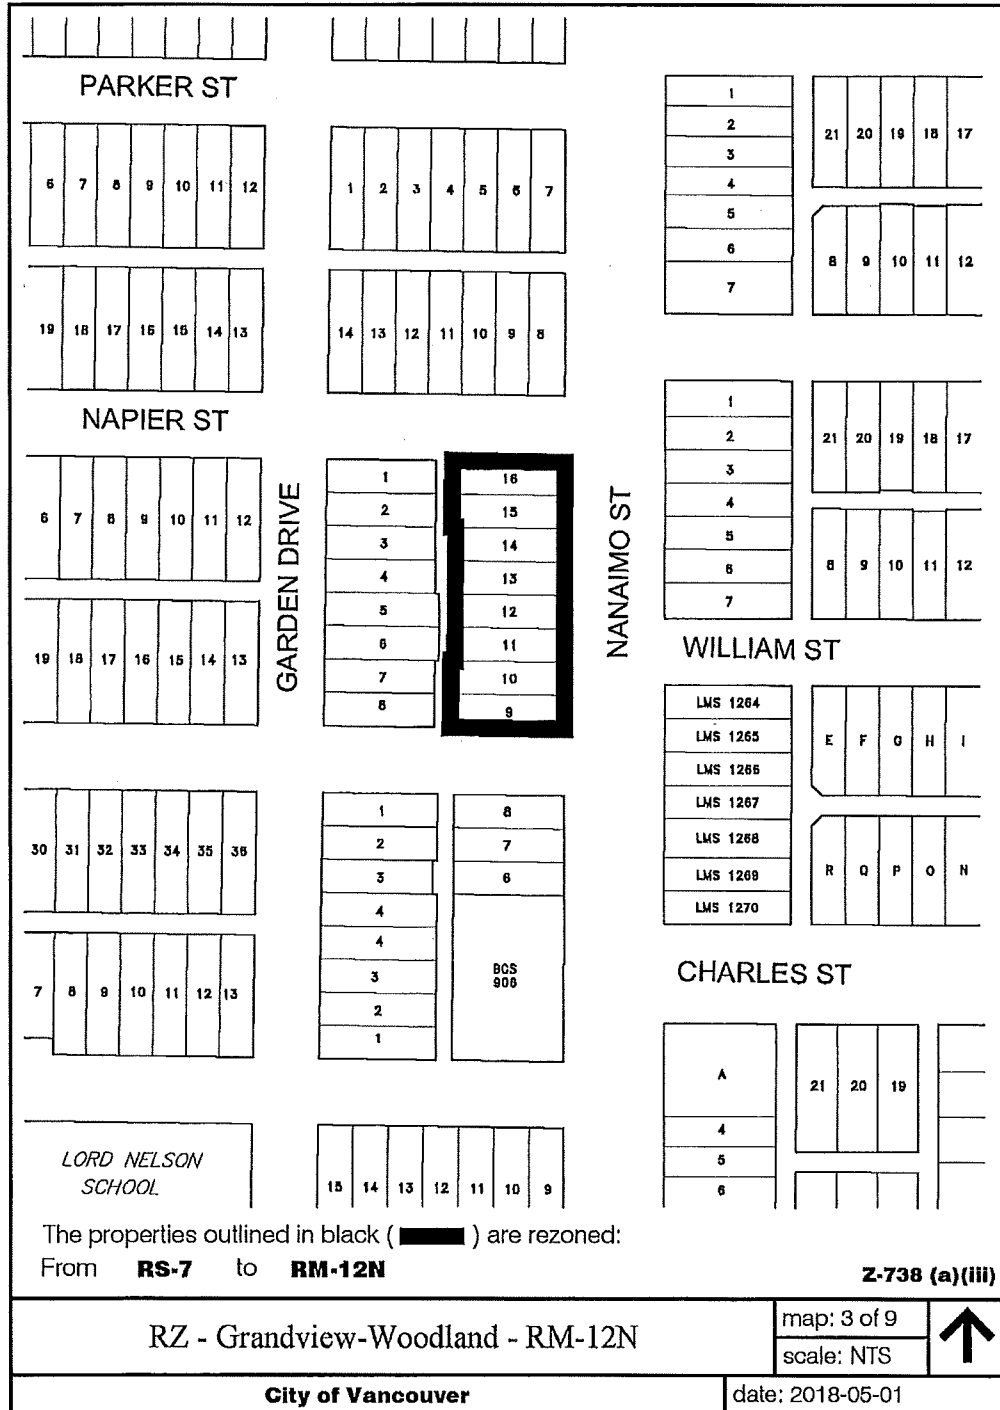 PARKER ST
1
2
3
4
5
6
7
21 20 19 18 17
8 9 10 11 12
6 7 8 9 10 11 12
1 2 3 4 5 6 7
19 18 17 16 15 14 13
14 13 12 11 10 9 8
NAPIER ST
1
2
3
4
5
6
7
21 20 19 18 17
8 9 10 11 12
6 7 8 9 10 11 12
19 18 17 16 15 14 13
GARDEN DRIVE
1
2
3
4
5
6
7
8
16
15
14
13
12
11
10
9
NANAIMO ST
WILLIAM ST
LMS 1264
LMS 1265
LMS 1266
LMS 1267
LMS 1268
LMS 1269
LMS 1270
E F G H I
R Q P O N
30 31 32 33 34 35 36
7 8 9 10 11 12 13
1
2
3
4
4
3
2
1
8
7
6
BCS
906
CHARLES ST
A
4
5
6
21 20 19
LORD NELSON
SCHOOL
15 14 13 12 11 10 9
The properties outlined in black ( ) are rezoned:
From RS-7 to RM-12N
Z-738 (a)(iii)
RZ - Grandview-Woodland - RM-12N
map: 3 of 9
scale: NTS
City of Vancouver
date: 2018-05-01